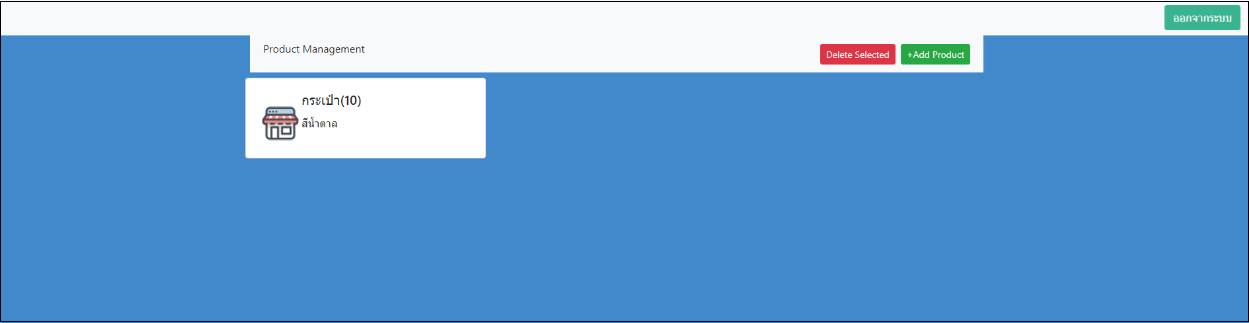 ออกจากระบบ
Product Management
Delete Selected
+Add Product
กระเป๋า(10)
สีน้ำตาล